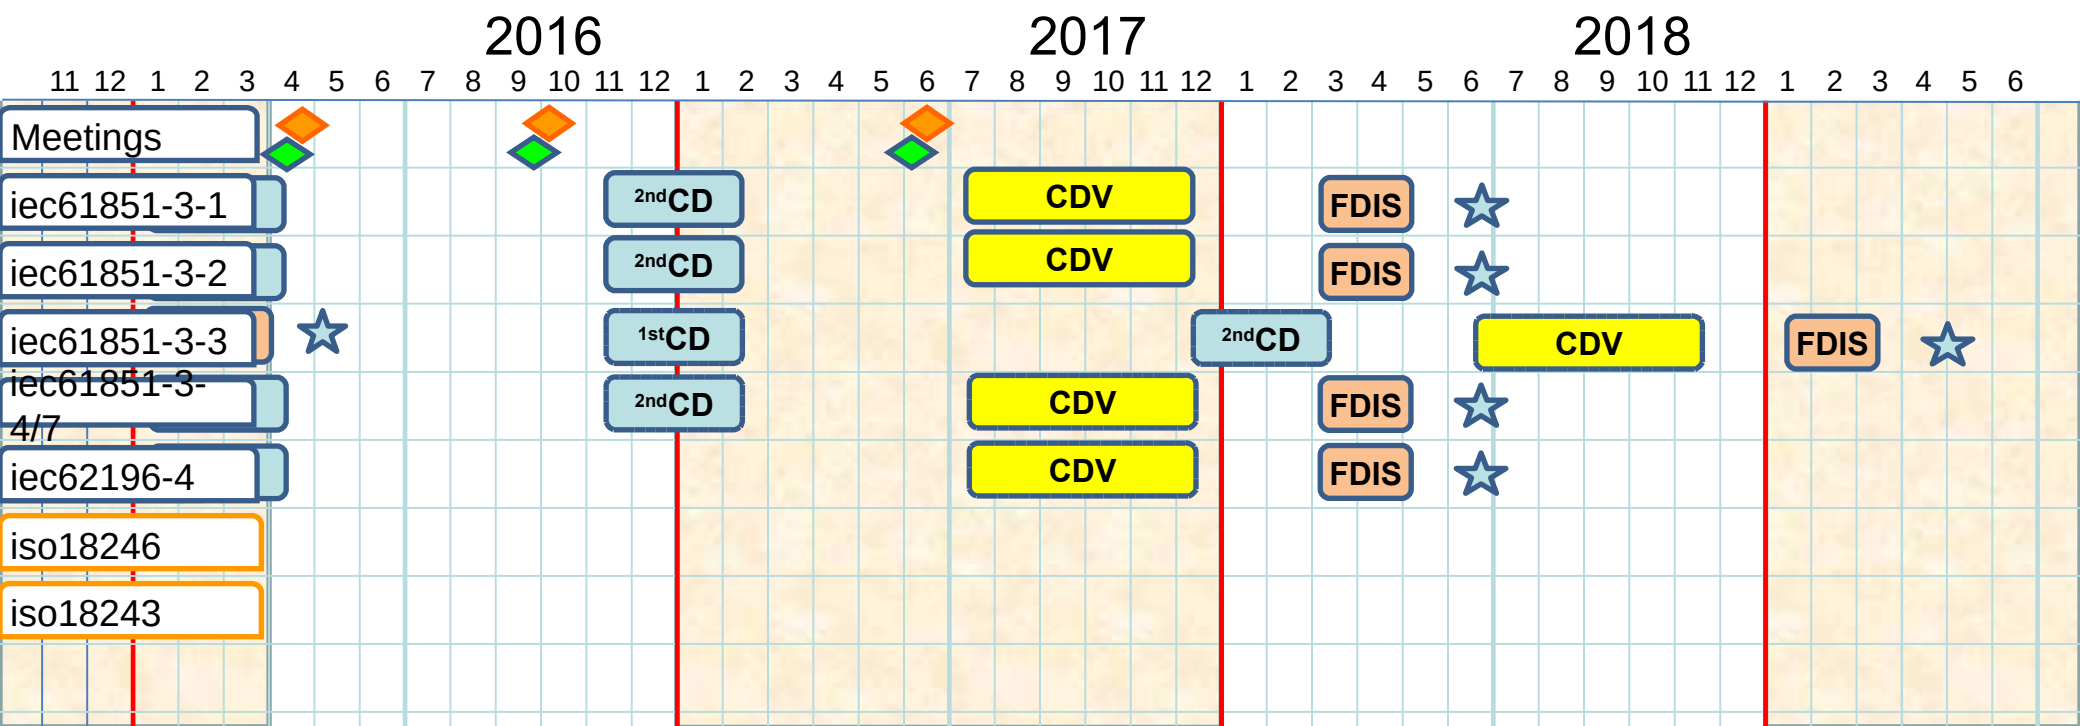 2016 2017 2018
11 12 1 2 3 4 5 6 7 8 9 10 11 12 1 2 3 4 5 6 7 8 9 10 11 12 1 2 3 4 5 6 7 8 9 10 11 12 1 2 3 4 5 6
Meetings
iec61851-3-1 2ndCD CDV FDIS
iec61851-3-2 2ndCD CDV FDIS
iec61851-3-3 1stCD 2ndCD CDV FDIS
iec61851-3-
4/7 2ndCD CDV FDIS
iec62196-4 CDV FDIS
iso18246
iso18243